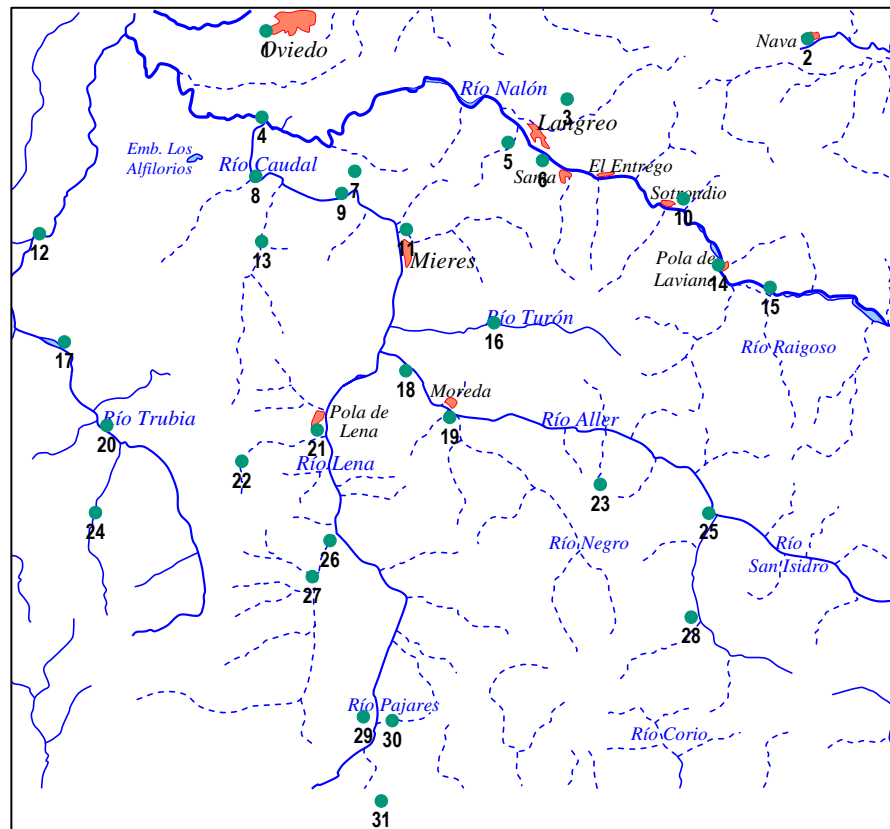 1
Oviedo
Nava
2
Río Nalón
3
Langreo
4
5
6
Emb. Los
Alfilorios
Río Caudal
7
8
9
Sama
El Entrego
Sotrondio
10
11
Mieres
12
13
Pola de
Laviana
14
15
Río Turón
16
Río Raigoso
17
18
Moreda
19
Río Trubia
20
Pola de
Lena
21
Río Aller
Río Lena
22
23
24
25
26
Río Negro
Río
San Isidro
27
28
Río Pajares
29
30
Río Corio
31